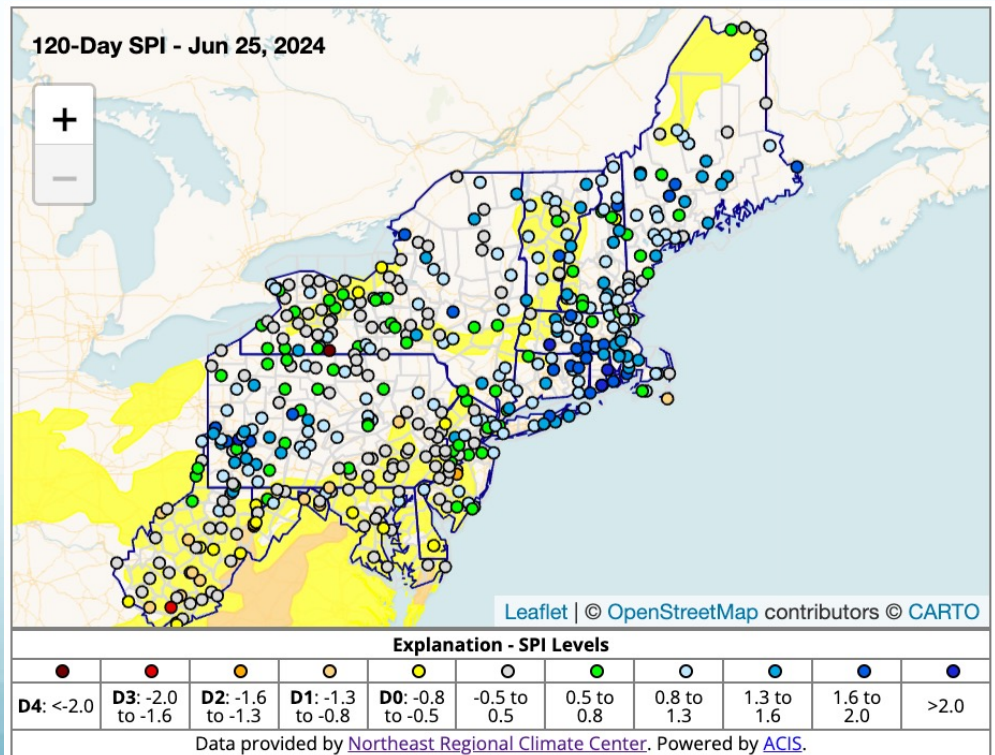 120-Day SPI - Jun 25, 2024
+
−
Leaflet | © OpenStreetMap contributors © CARTO
Explanation - SPI Levels
D4: <-2.0
D3: -2.0
to -1.6
D2: -1.6
to -1.3
D1: -1.3
to -0.8
D0: -0.8
to -0.5
-0.5 to
0.5
0.5 to
0.8
0.8 to
1.3
1.3 to
1.6
1.6 to
2.0
>2.0
Data provided by Northeast Regional Climate Center. Powered by ACIS.